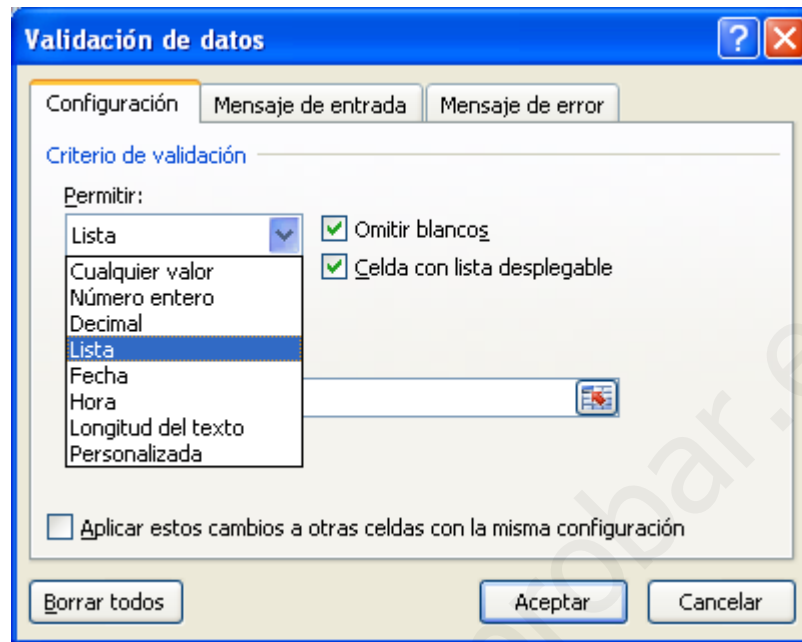 Validación de datos
?
Configuración Mensaje de entrada Mensaje de error
Criterio de validación
Permitir:
Lista Omitir blancos
Celda con lista desplegable
Cualquier valor
Número entero
Decimal
Lista
Fecha
Hora
Longitud del texto
Personalizada
Aplicar estos cambios a otras celdas con la misma configuración
Borrar todos Aceptar Cancelar